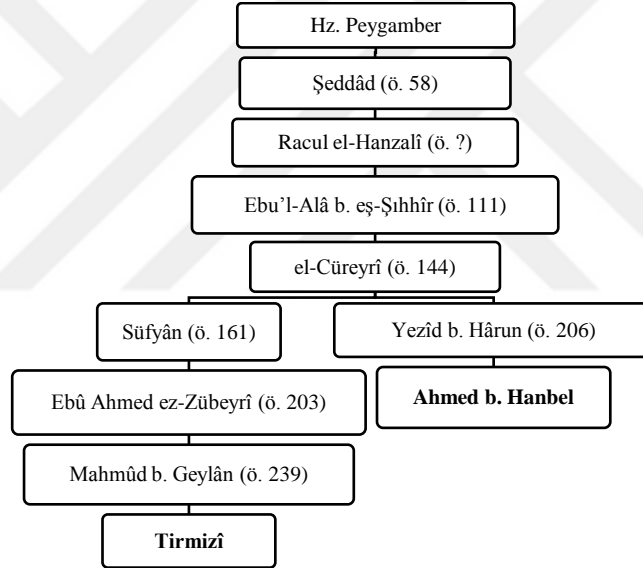 Hz. Peygamber
Şeddâd (ö. 58)
Racul el-Hanzalî (ö. ?)
Ebu’l-Alâ b. eş-Şıhhîr (ö. 111)
el-Cüreyrî (ö. 144)
Süfyân (ö. 161)
Yezîd b. Hârun (ö. 206)
Ebû Ahmed ez-Zübeyrî (ö. 203)
Ahmed b. Hanbel
Mahmûd b. Geylân (ö. 239)
Tirmizî